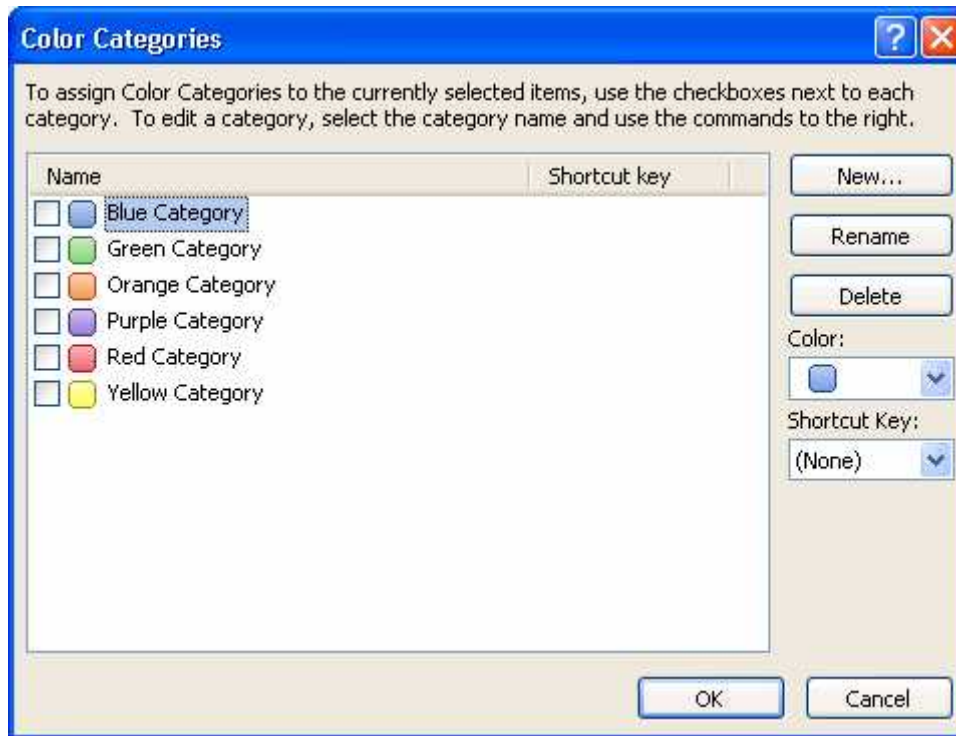 Color Categories
To assign Color Categories to the currently selected items, use the checkboxes next to each
category. To edit a category, select the category name and use the commands to the right.
Name Shortcut key
New...
Blue Category
Green Category
Rename
Orange Category
Delete
Purple Category
Color:
Red Category
Yellow Category
Shortcut Key:
(None)
OK Cancel